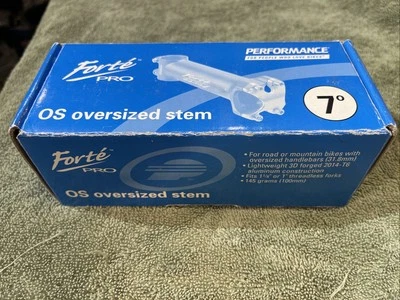 Forté
PRO
PERFORMANCE
FOR PEOPLE WHO LOVE BIKES
7°
OS oversized stem
Forté
PRO
OS oversized stem
• For road or mountain bikes with
oversized handlebars (31.8mm)
• Lightweight 3D forged 2014-T6
aluminum construction
• Fits 1⅛" or 1" threadless forks
• 145 grams (100mm)